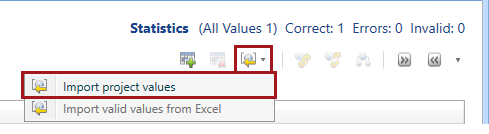 Statistics (All Values 1) Correct: 1 Errors: 0 Invalid: 0
Import project values
Import valid values from Excel